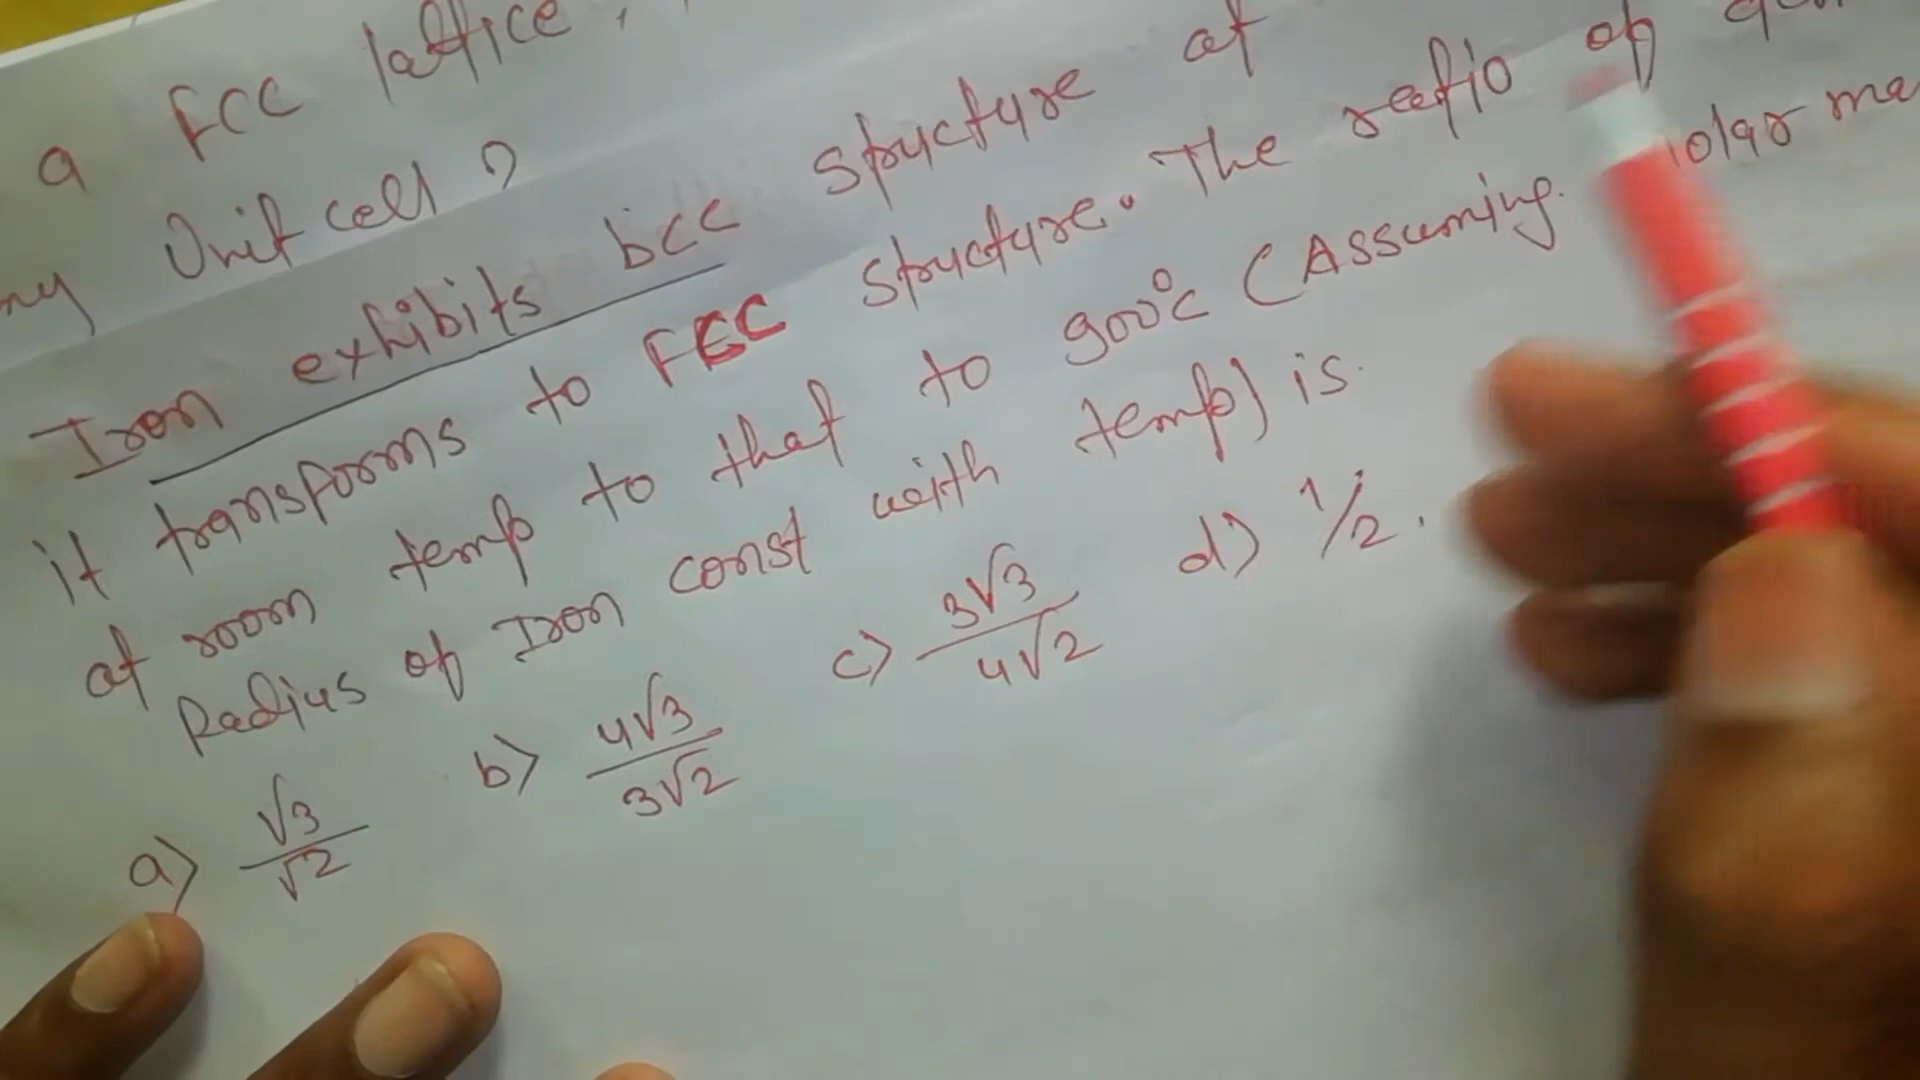 a FCC lattice,
Unit cell ?
Iron exhibits bcc structure at
it transforms to FCC structure. The ratio of
at room temp to that to 900°c (Assuming molar
Radius of Iron const with temp) is.
a) √3/√2 b) 4√3/3√2 c) 3√3/4√2 d) 1/2.